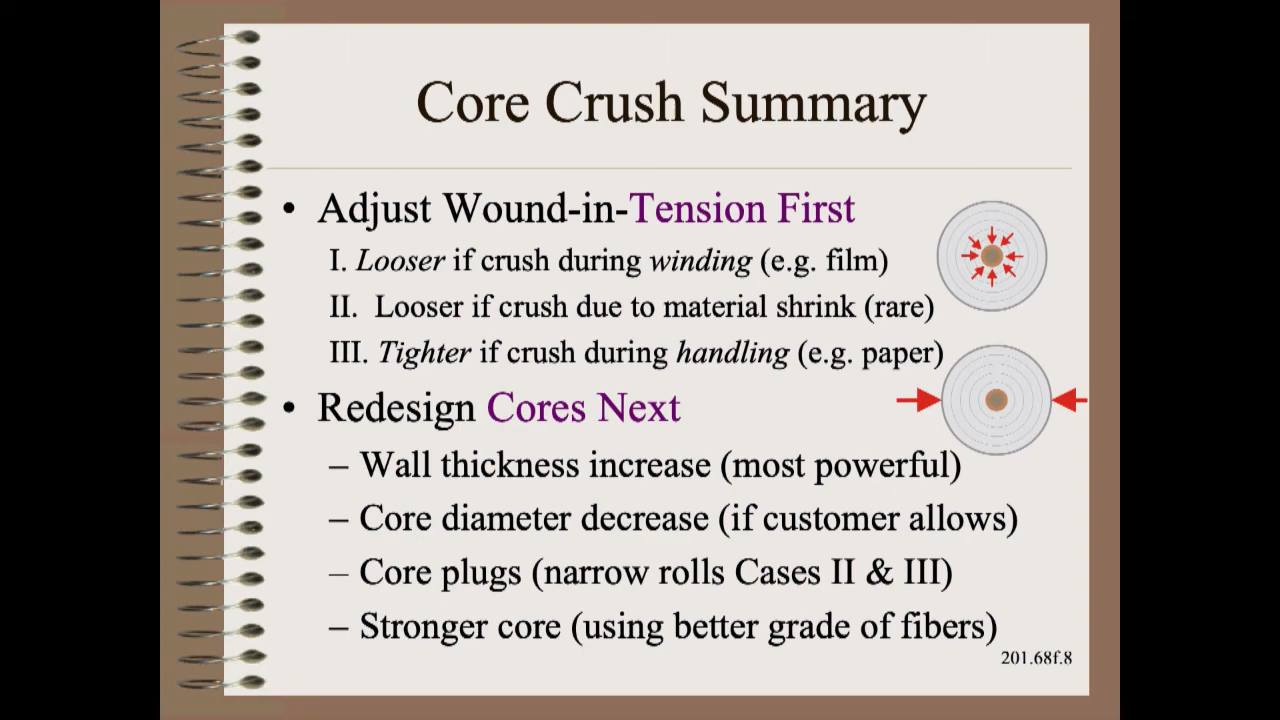 Core Crush Summary
• Adjust Wound-in-Tension First
I. Looser if crush during winding (e.g. film)
II. Looser if crush due to material shrink (rare)
III. Tighter if crush during handling (e.g. paper)
• Redesign Cores Next
– Wall thickness increase (most powerful)
– Core diameter decrease (if customer allows)
– Core plugs (narrow rolls Cases II & III)
– Stronger core (using better grade of fibers)
201.68f.8